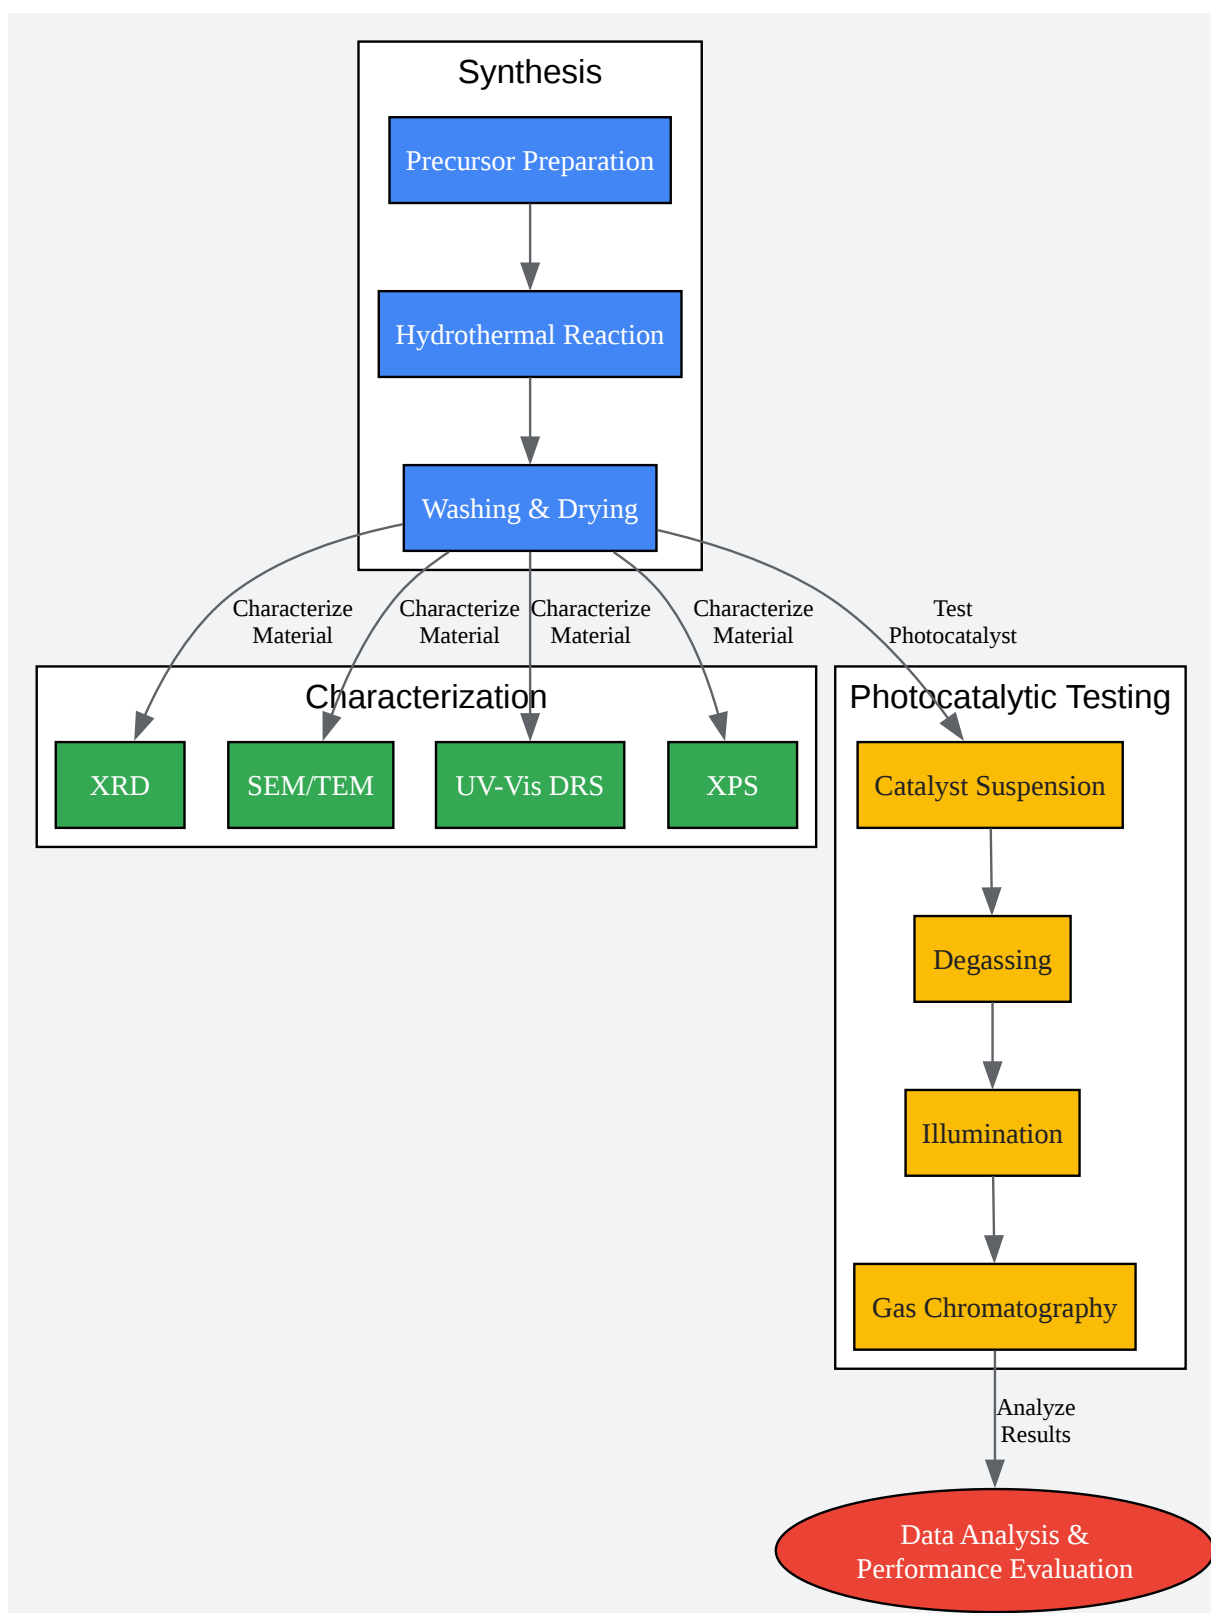 Synthesis
Precursor Preparation
Hydrothermal Reaction
Washing & Drying
Characterize
Material
Characterize
Material
Characterize
Material
Characterize
Material
Test
Photocatalyst
Characterization
XRD
SEM/TEM
UV-Vis DRS
XPS
Photocatalytic Testing
Catalyst Suspension
Degassing
Illumination
Gas Chromatography
Analyze
Results
Data Analysis &
Performance Evaluation